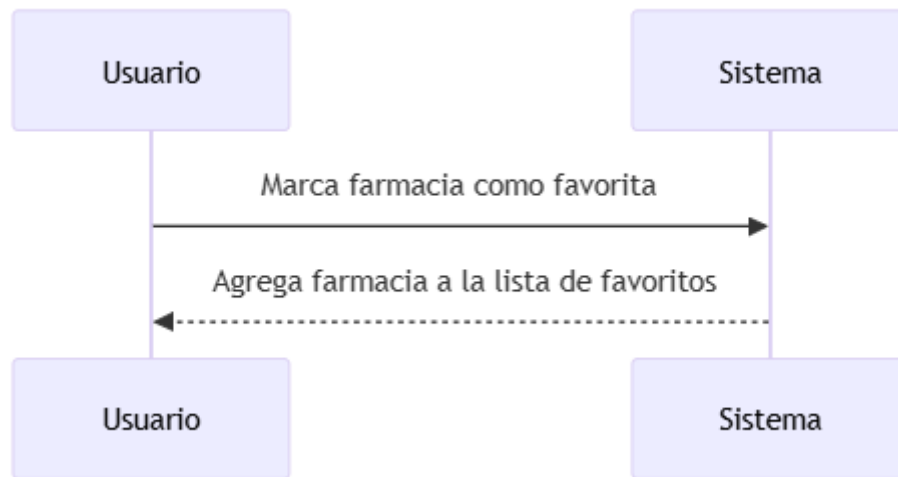 Usuario
Sistema
Marca farmacia como favorita
Agrega farmacia a la lista de favoritos
Usuario
Sistema